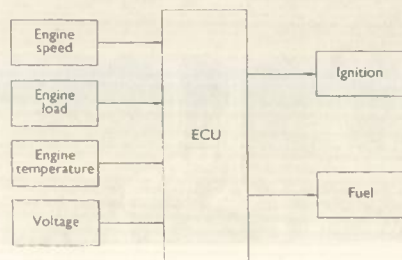 Engine
speed
Engine
load
Engine
temperature
Voltage
ECU
Ignition
Fuel